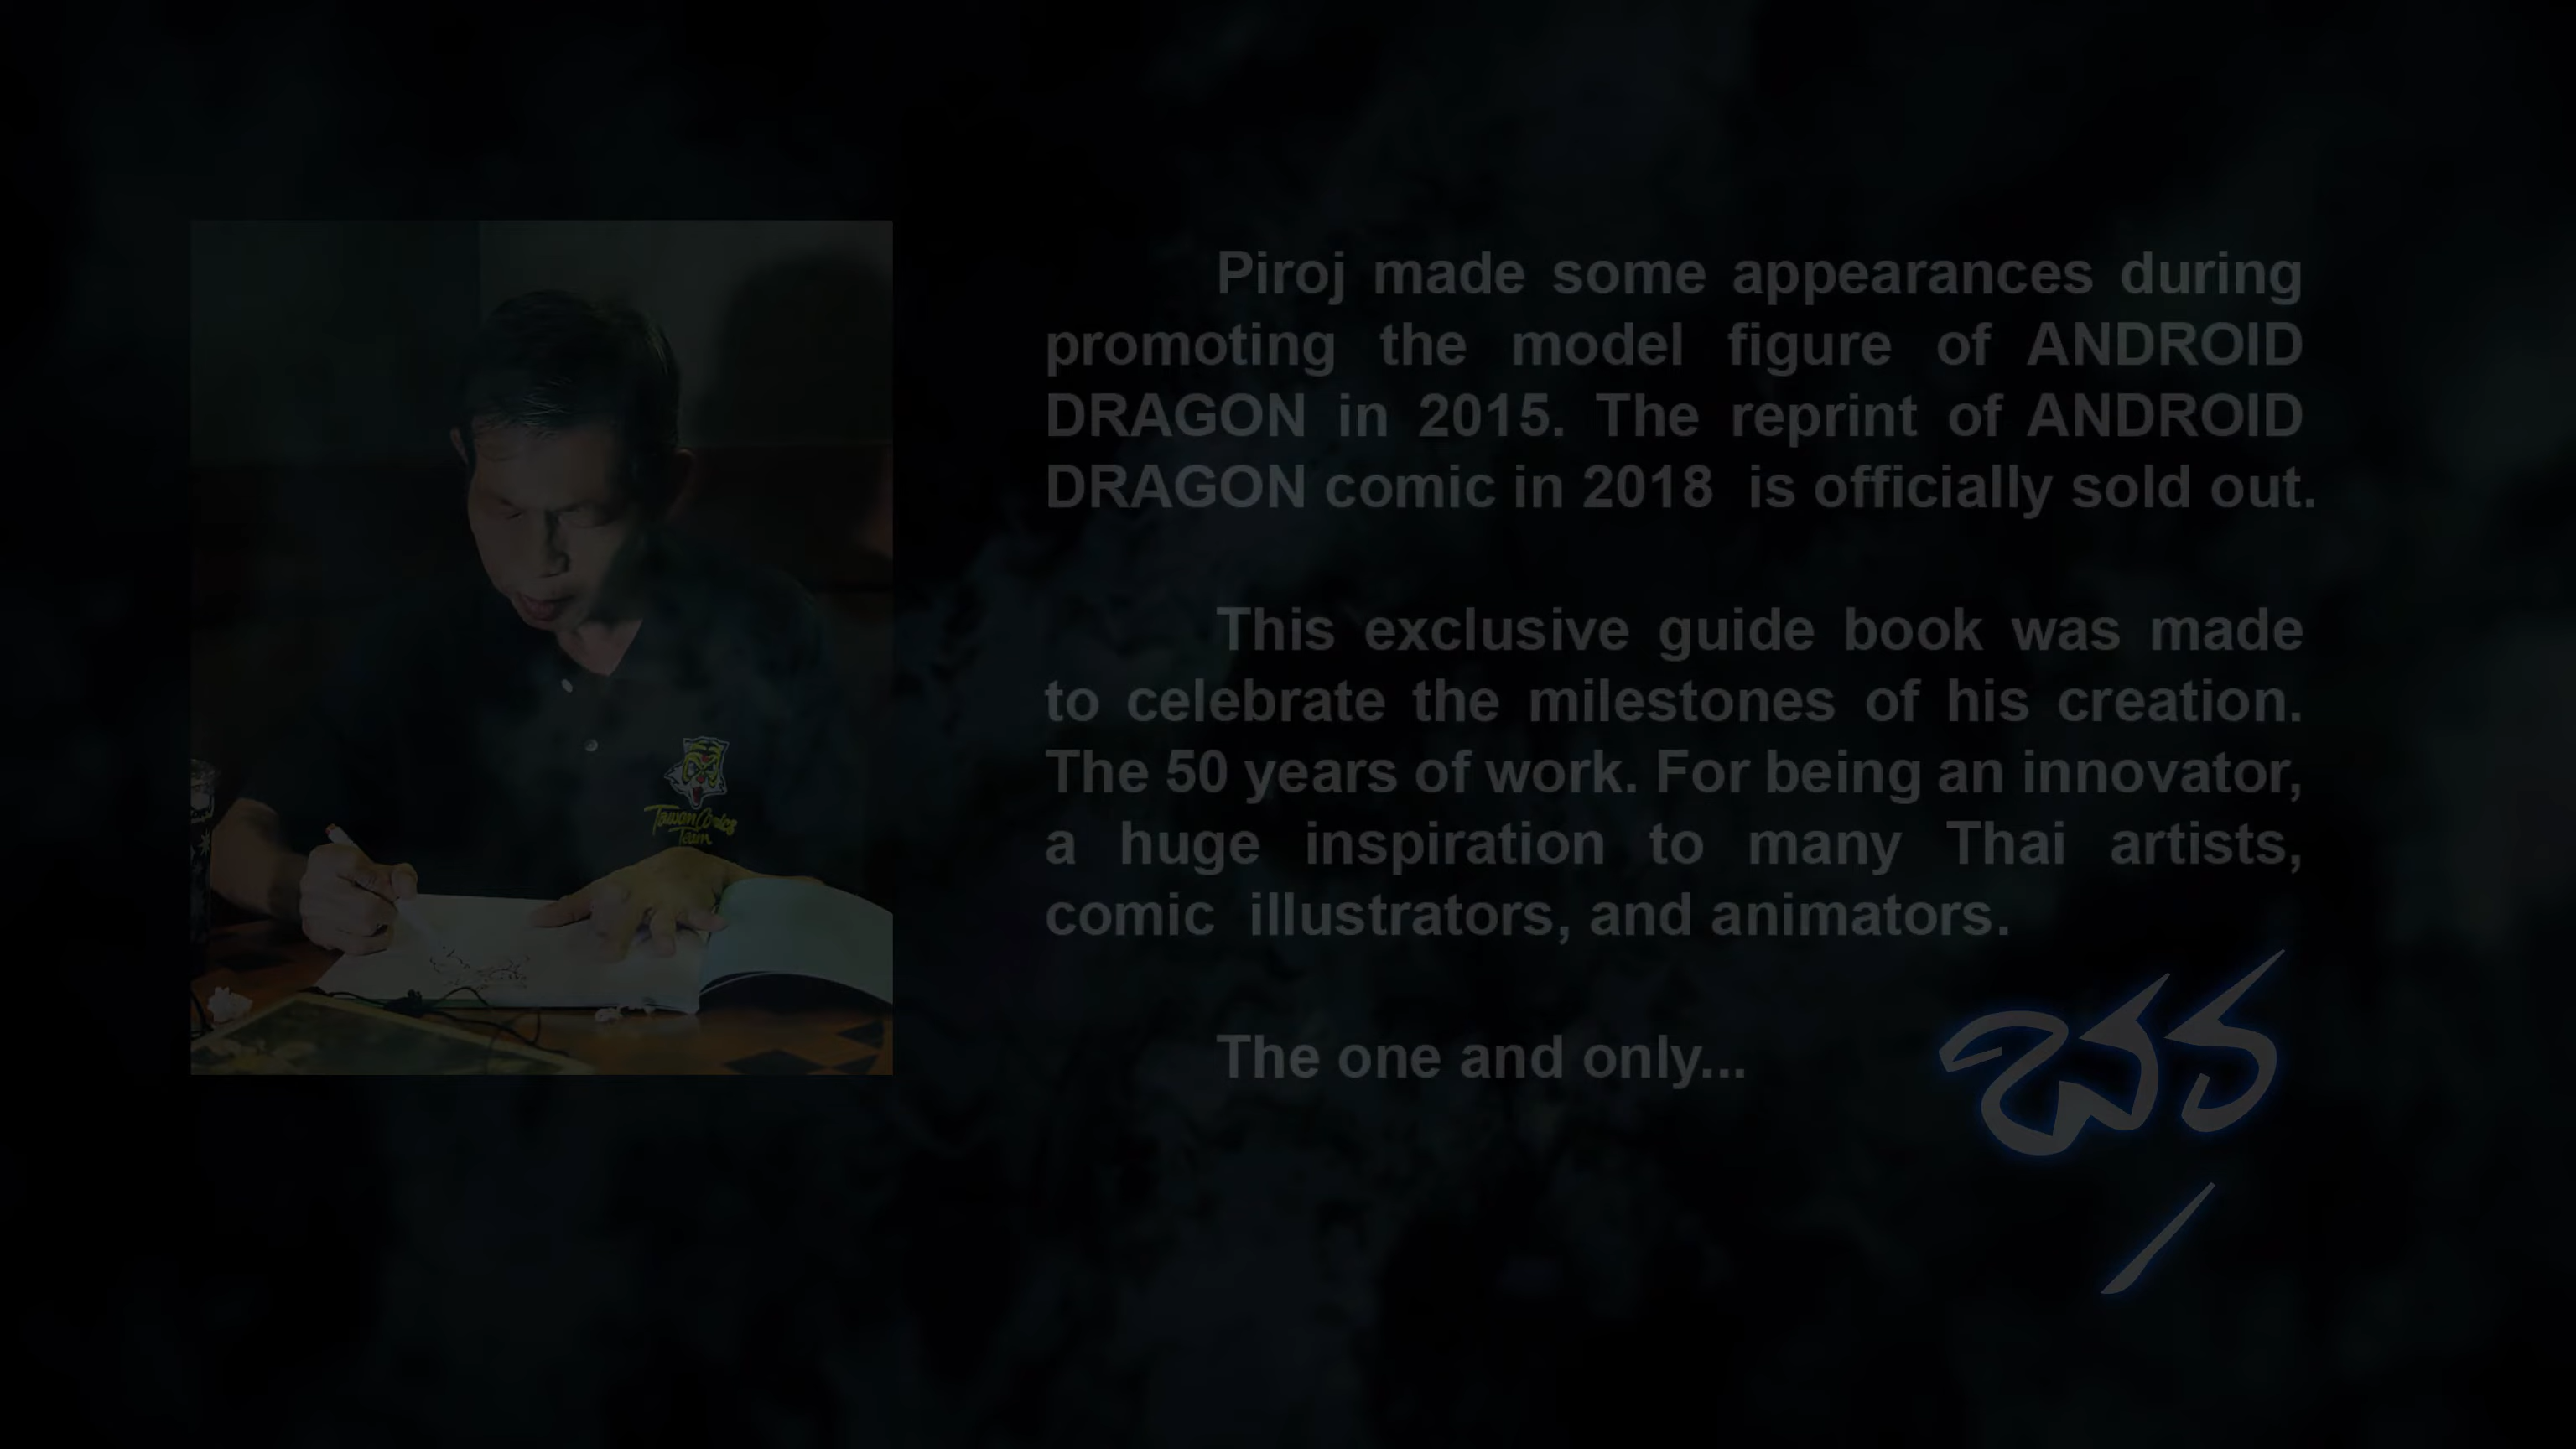 Piroj made some appearances during
promoting the model figure of ANDROID
DRAGON in 2015. The reprint of ANDROID
DRAGON comic in 2018 is officially sold out.
This exclusive guide book was made
to celebrate the milestones of his creation.
The 50 years of work. For being an innovator,
a huge inspiration to many Thai artists,
comic illustrators, and animators.
The one and only...
Tawan Comics
Team